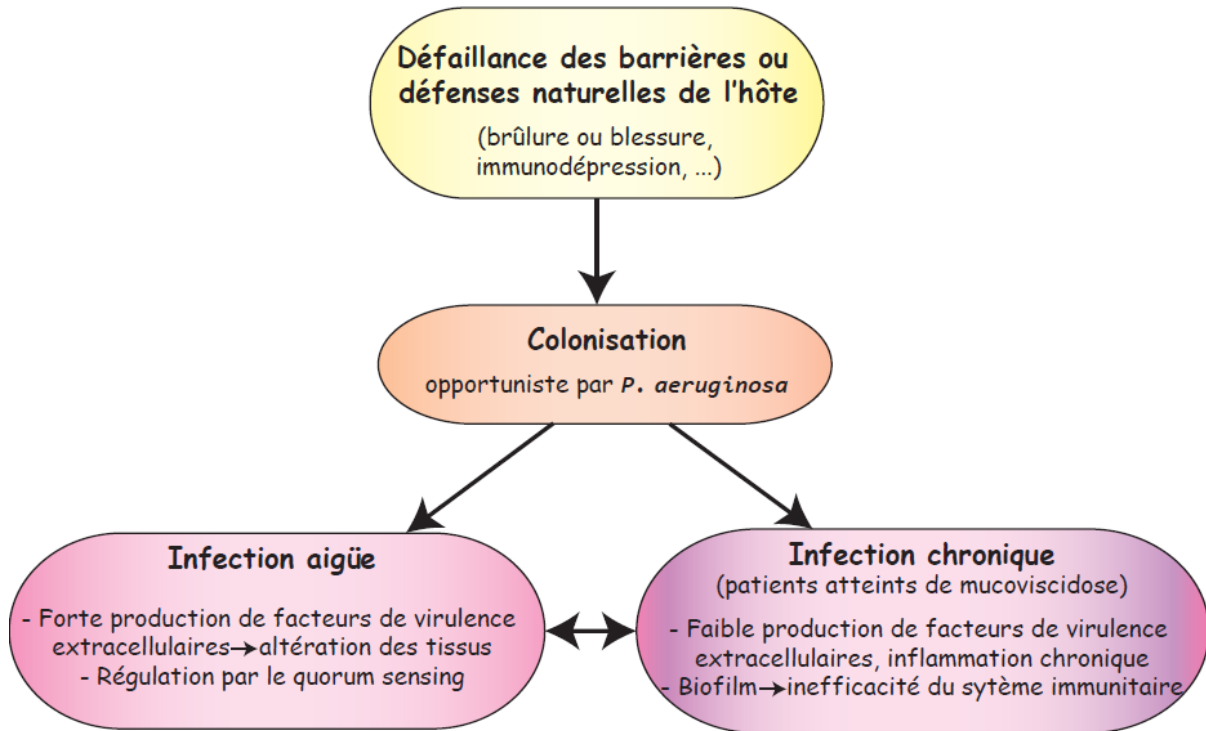 Défaillance des barrières ou
défenses naturelles de l'hôte
(brûlure ou blessure,
immunodépression, ...)
Colonisation
opportuniste par P. aeruginosa
Infection aigüe
- Forte production de facteurs de virulence
extracellulaires→altération des tissus
- Régulation par le quorum sensing
Infection chronique
(patients atteints de mucoviscidose)
- Faible production de facteurs de virulence
extracellulaires, inflammation chronique
- Biofilm→inefficacité du sytème immunitaire